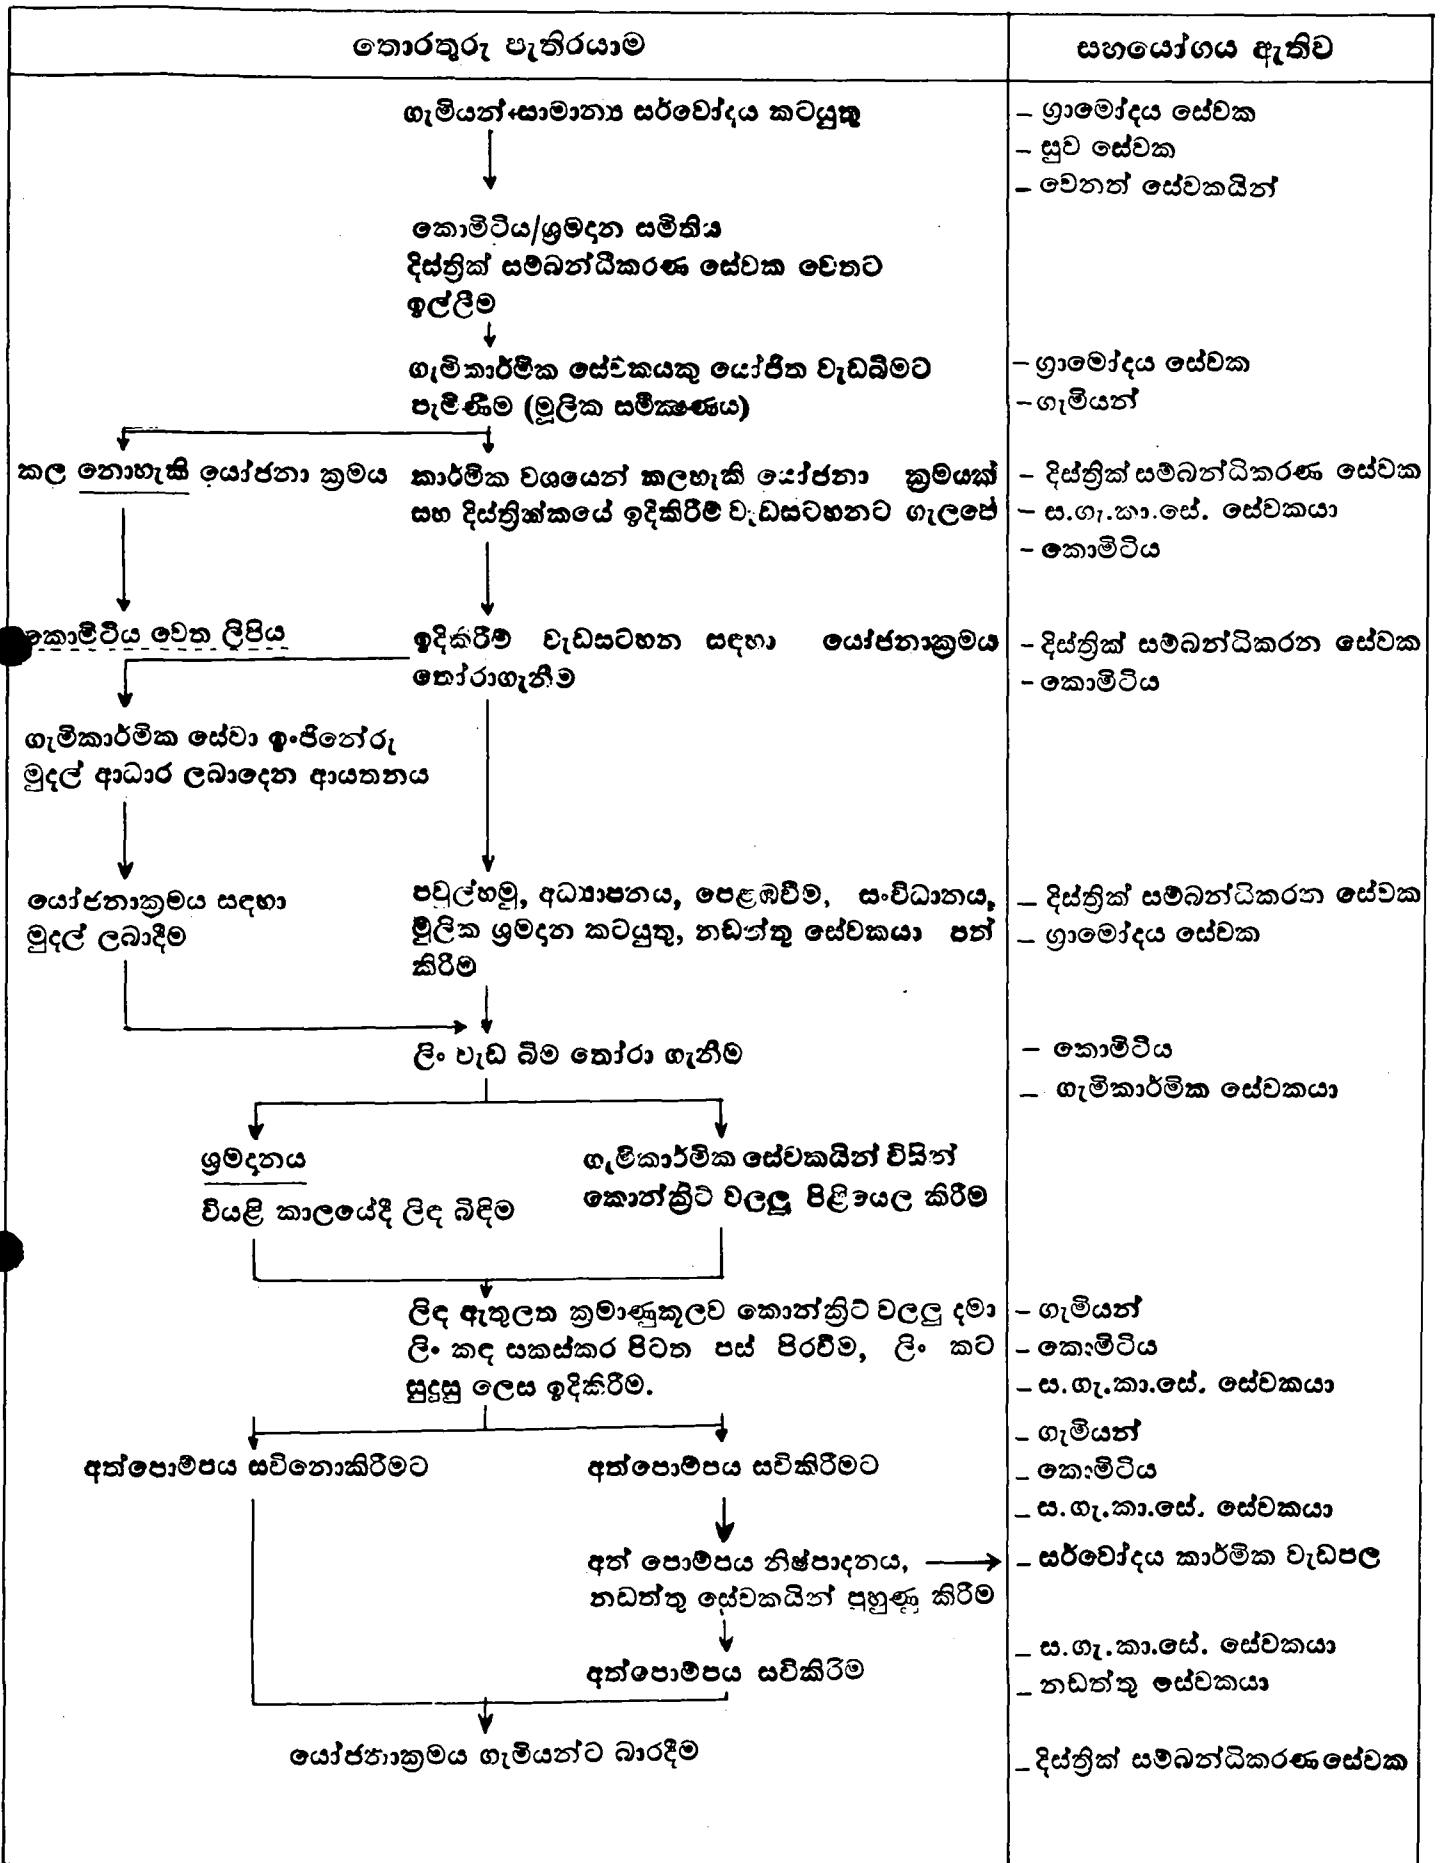 තොරතුරු පැතිරයාම
සහයෝගය ඇතිව
ගැමියන්+සාමාන්‍ය සර්වෝදය කටයුතු
– ග්‍රාමෝදය සේවක
– සුව සේවක
– වෙනත් සේවකයින්
කොමිටිය/ශ්‍රමදාන සමිතිය
දිස්ත්‍රික් සම්බන්ධීකරණ සේවක වෙතට
ඉල්ලීම
ගැමිකාර්මික සේවකයකු යෝජිත වැඩබිමට
පැමිණීම (මූලික සමීක්‍ෂණය)
–ග්‍රාමෝදය සේවක
–ගැමියන්
කල නොහැකි යෝජනා ක්‍රමය
කාර්මික වශයෙන් කලහැකි යෝජනා ක්‍රමයක්
සහ දිස්ත්‍රික්කයේ ඉදිකිරීම් වැඩසටහනට ගැලපේ
– දිස්ත්‍රික් සම්බන්ධිකරණ සේවක
– ස.ගැ.කා.සේ. සේවකයා
– කොමිටිය
කොමිටිය වෙත ලිපිය
ඉදිකිරීම් වැඩසටහන සඳහා යෝජනාක්‍රමය
තෝරාගැනීම
– දිස්ත්‍රික් සම්බන්ධිකරන සේවක
– කොමිටිය
ගැමිකාර්මික සේවා ඉංජිනේරු
මුදල් ආධාර ලබාදෙන ආයතනය
යෝජනාක්‍රමය සඳහා
මුදල් ලබාදීම
පවුල්හමු, අධ්‍යාපනය, පෙළඹවීම, සංවිධානය,
මූලික ශ්‍රමදාන කටයුතු, නඩත්තු සේවකයා පත්
කිරීම
– දිස්ත්‍රික් සම්බන්ධිකරන සේවක
– ග්‍රාමෝදය සේවක
ලිං වැඩ බිම තෝරා ගැනීම
– කොමිටිය
– ගැමිකාර්මික සේවකයා
ශ්‍රමදානය
වියළි කාලයේදී ලිඳ බිඳීම
ගැමිකාර්මික සේවකයින් විසින්
කොන්ක්‍රිට් වලලු පිළියෙල කිරීම
ලිඳ ඇතුලත ක්‍රමාණුකූලව කොන්ක්‍රිට් වලලු දමා
ලිං කඳ සකස්කර පිටත පස් පිරවීම, ලිං කට
සුදුසු ලෙස ඉදිකිරීම.
– ගැමියන්
– කොමිටිය
– ස.ගැ.කා.සේ. සේවකයා
අත්පොම්පය සවිනොකිරීමට
අත්පොම්පය සවිකිරීමට
– ගැමියන්
– කොමිටිය
– ස.ගැ.කා.සේ. සේවකයා
අත් පොම්පය නිෂ්පාදනය,
නඩත්තු සේවකයින් පුහුණු කිරීම
– සර්වෝදය කාර්මික වැඩපල
අත්පොම්පය සවිකිරීම
– ස.ගැ.කා.සේ. සේවකයා
– නඩත්තු සේවකයා
යෝජනාක්‍රමය ගැමියන්ට බාරදීම
– දිස්ත්‍රික් සම්බන්ධිකරණ සේවක